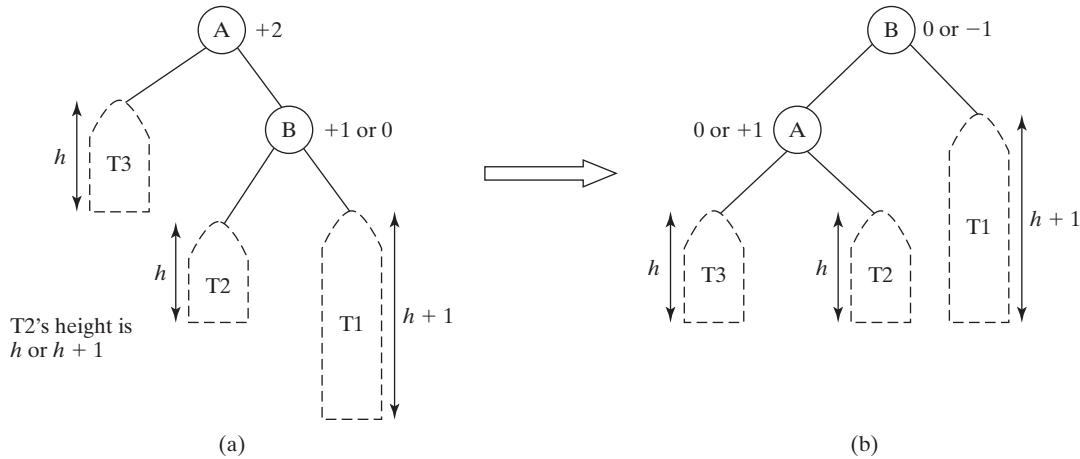 A +2
B 0 or −1
B +1 or 0
0 or +1 A
h
T3
h
T2
T1
h + 1
T2's height is
h or h + 1
h
T3
h
T2
T1
h + 1
(a)
(b)